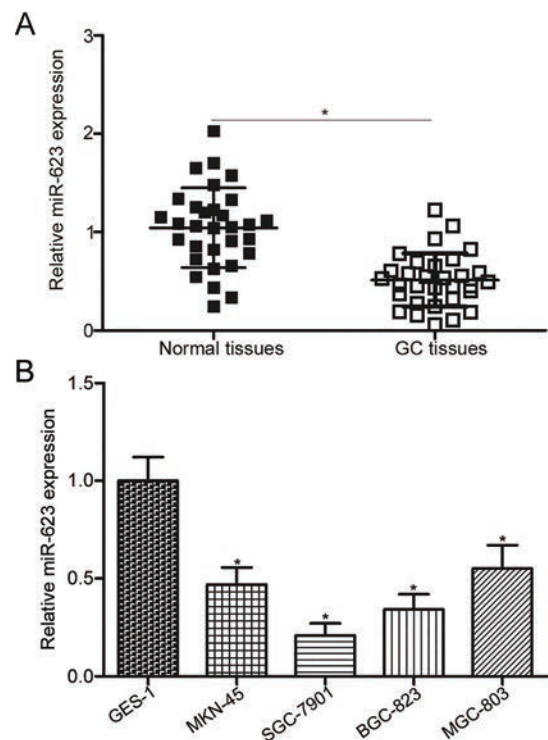 A
Relative miR-623 expression
3
2
1
0
*
Normal tissues
GC tissues
B
Relative miR-623 expression
1.5
1.0
0.5
0.0
*
*
*
*
GES-1
MKN-45
SGC-7901
BGC-823
MGC-803